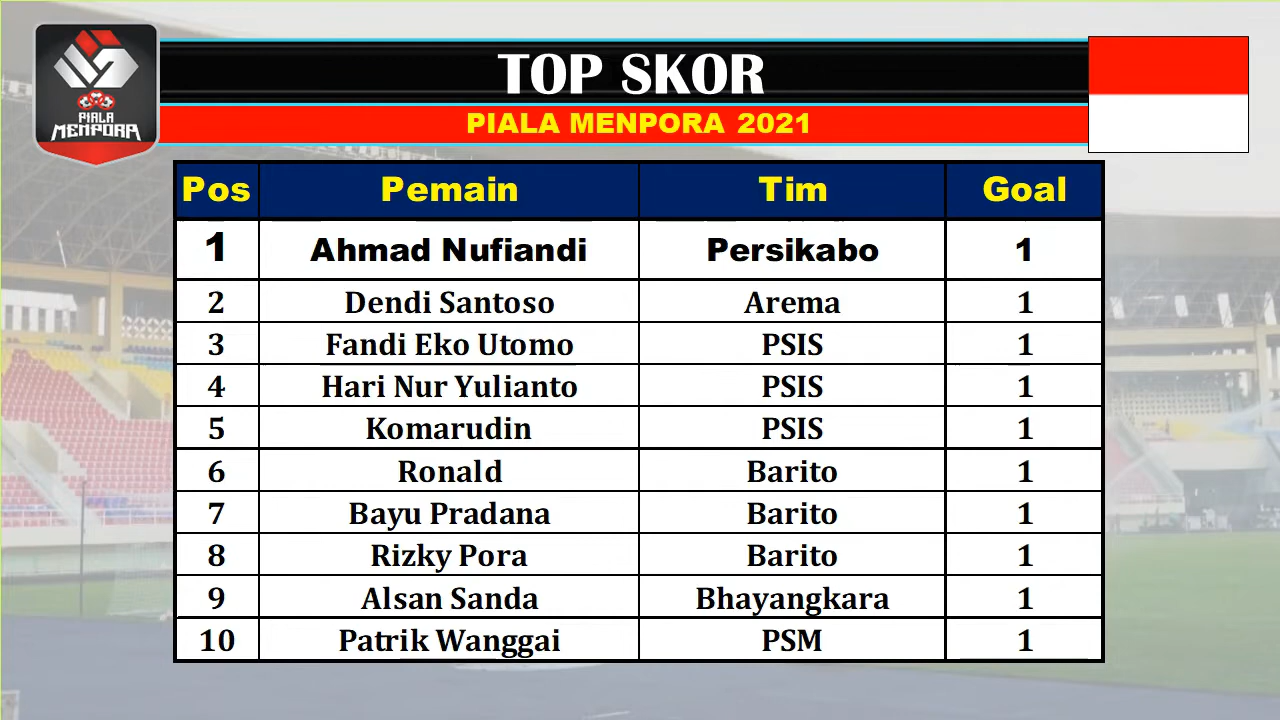 PIALA
MENPORA
TOP SKOR
PIALA MENPORA 2021
Pos Pemain Tim Goal
1 Ahmad Nufiandi Persikabo 1
2 Dendi Santoso Arema 1
3 Fandi Eko Utomo PSIS 1
4 Hari Nur Yulianto PSIS 1
5 Komarudin PSIS 1
6 Ronald Barito 1
7 Bayu Pradana Barito 1
8 Rizky Pora Barito 1
9 Alsan Sanda Bhayangkara 1
10 Patrik Wanggai PSM 1